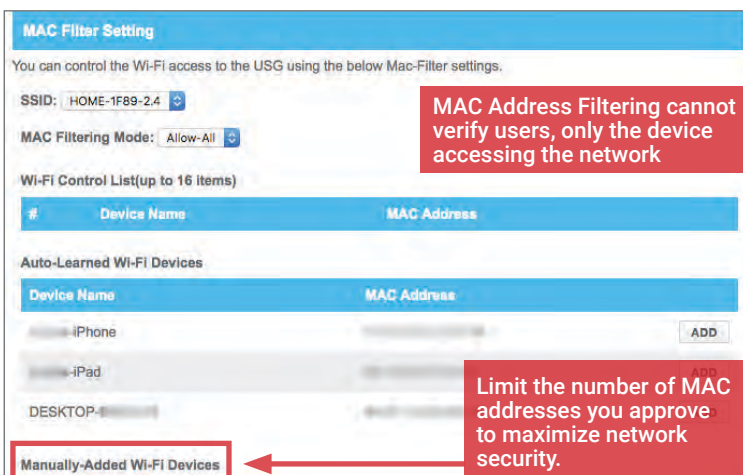 MAC Filter Setting
You can control the Wi-Fi access to the USG using the below Mac-Filter settings.
SSID: HOME-1F89-2.4
MAC Address Filtering cannot
verify users, only the device
accessing the network
MAC Filtering Mode: Allow-All
Wi-Fi Control List(up to 16 items)
# Device Name MAC Address
Auto-Learned Wi-Fi Devices
Device Name MAC Address
-iPhone ADD
-iPad ADD
DESKTOP-
Limit the number of MAC
addresses you approve
to maximize network
security.
Manually-Added Wi-Fi Devices